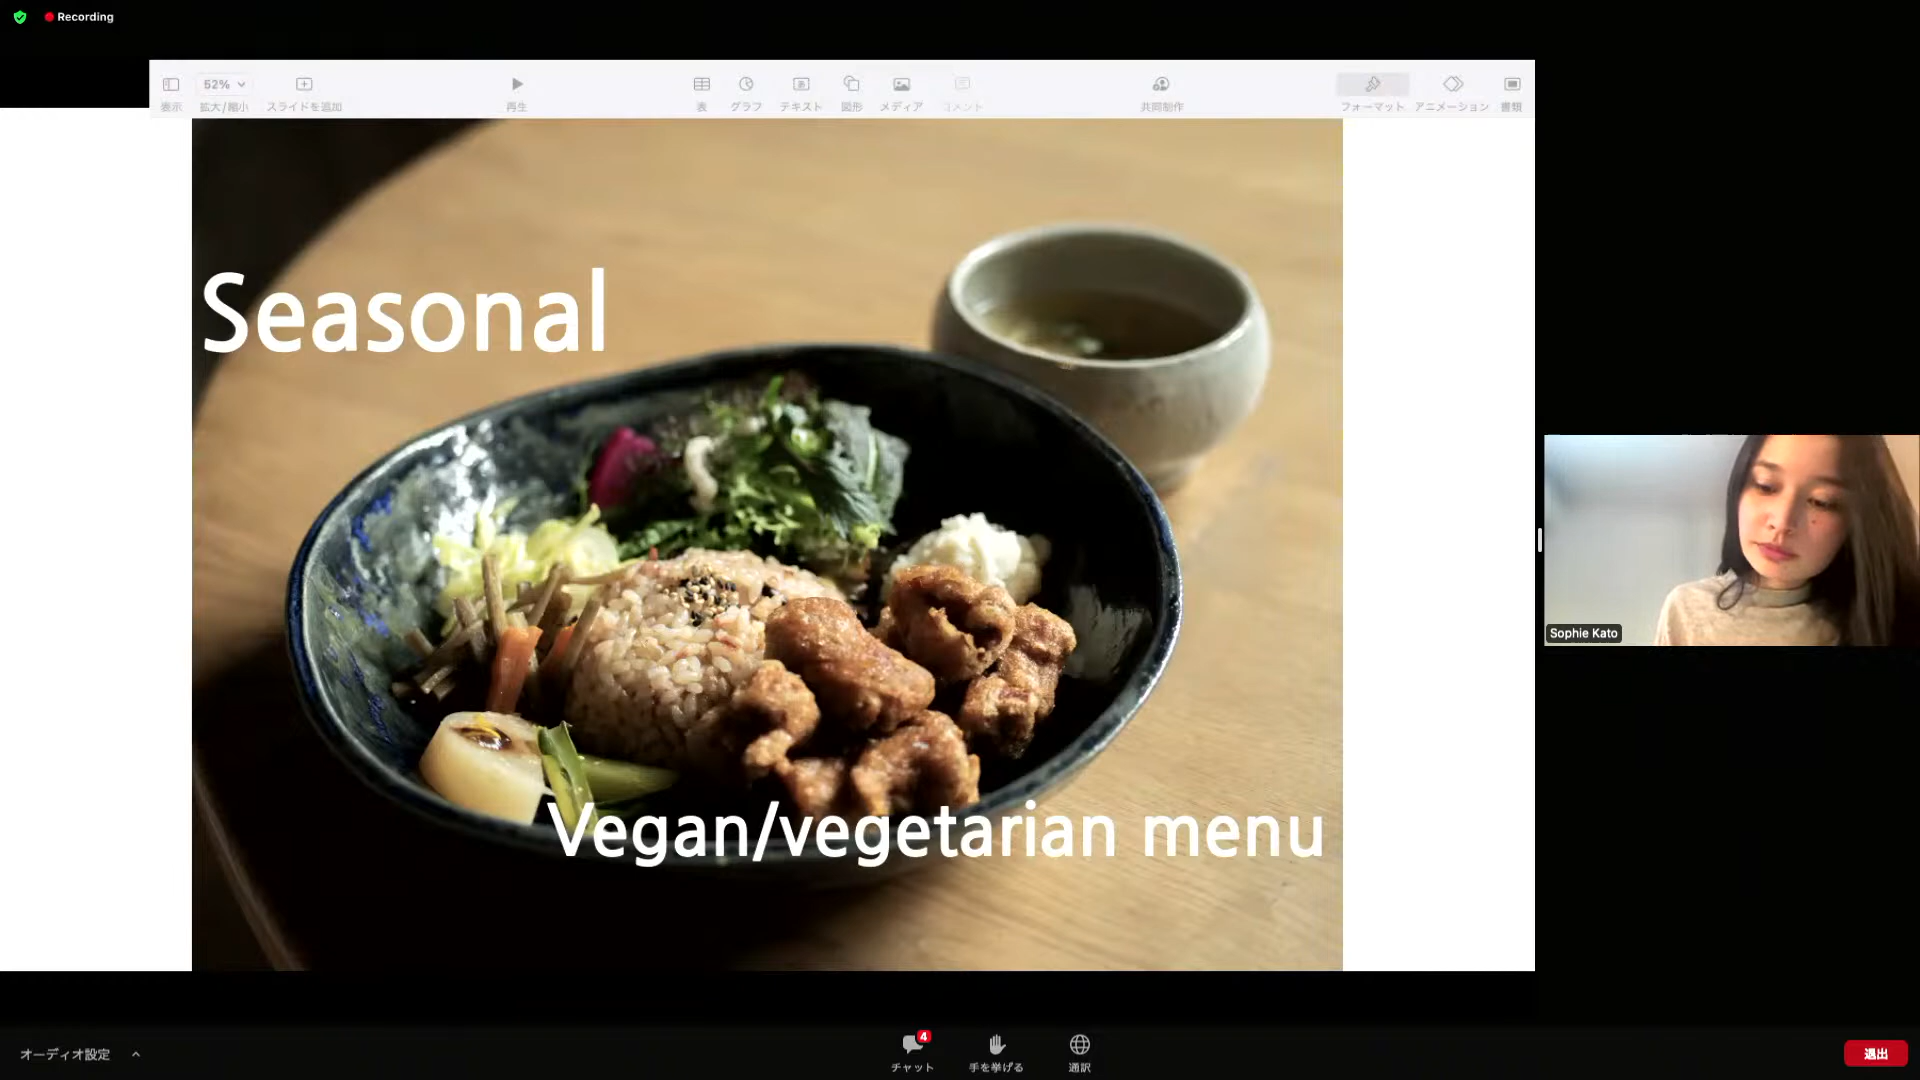 Recording
52%
表示
拡大/縮小
スライドを追加
再生
表
グラフ
テキスト
図形
メディア
コメント
共同制作
フォーマット
アニメーション
書類
Seasonal
Vegan/vegetarian menu
Sophie Kato
オーディオ設定
4
チャット
手を挙げる
通訳
退出